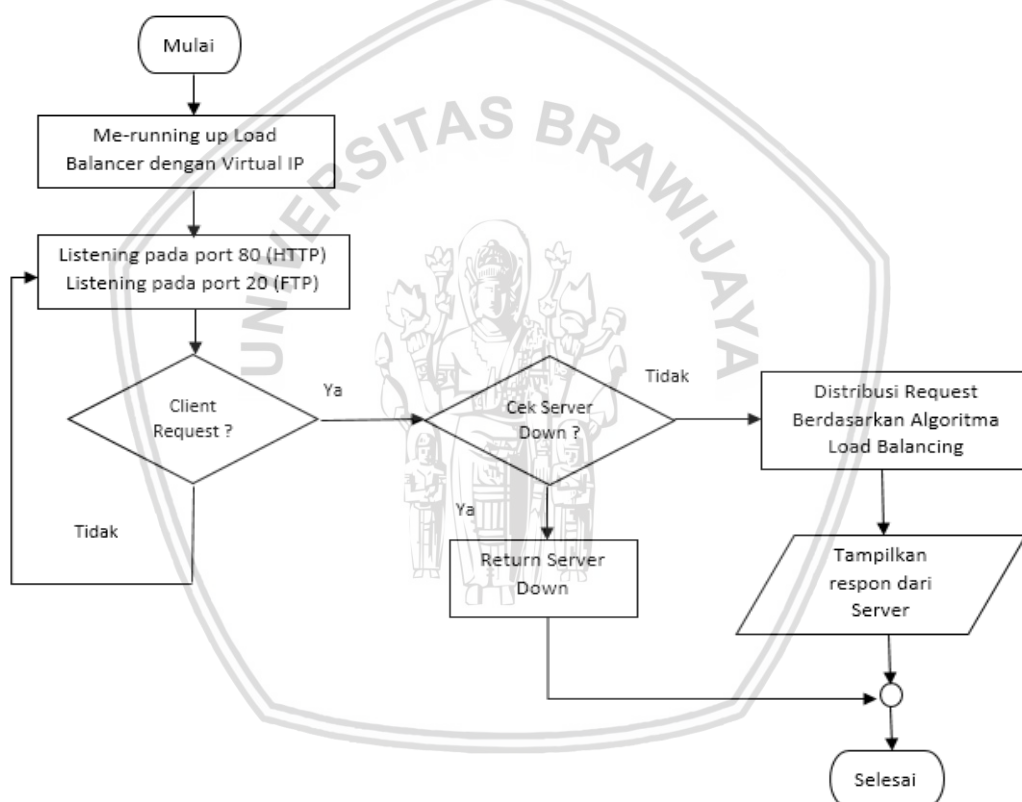 Mulai
UNIVERSITAS BRAWIJAYA
Me-running up Load
Balancer dengan Virtual IP
Listening pada port 80 (HTTP)
Listening pada port 20 (FTP)
Client
Request ?
Ya
Cek Server
Down ?
Tidak
Distribusi Request
Berdasarkan Algoritma
Load Balancing
Tidak
Ya
Return Server
Down
Tampilkan
respon dari
Server
Selesai